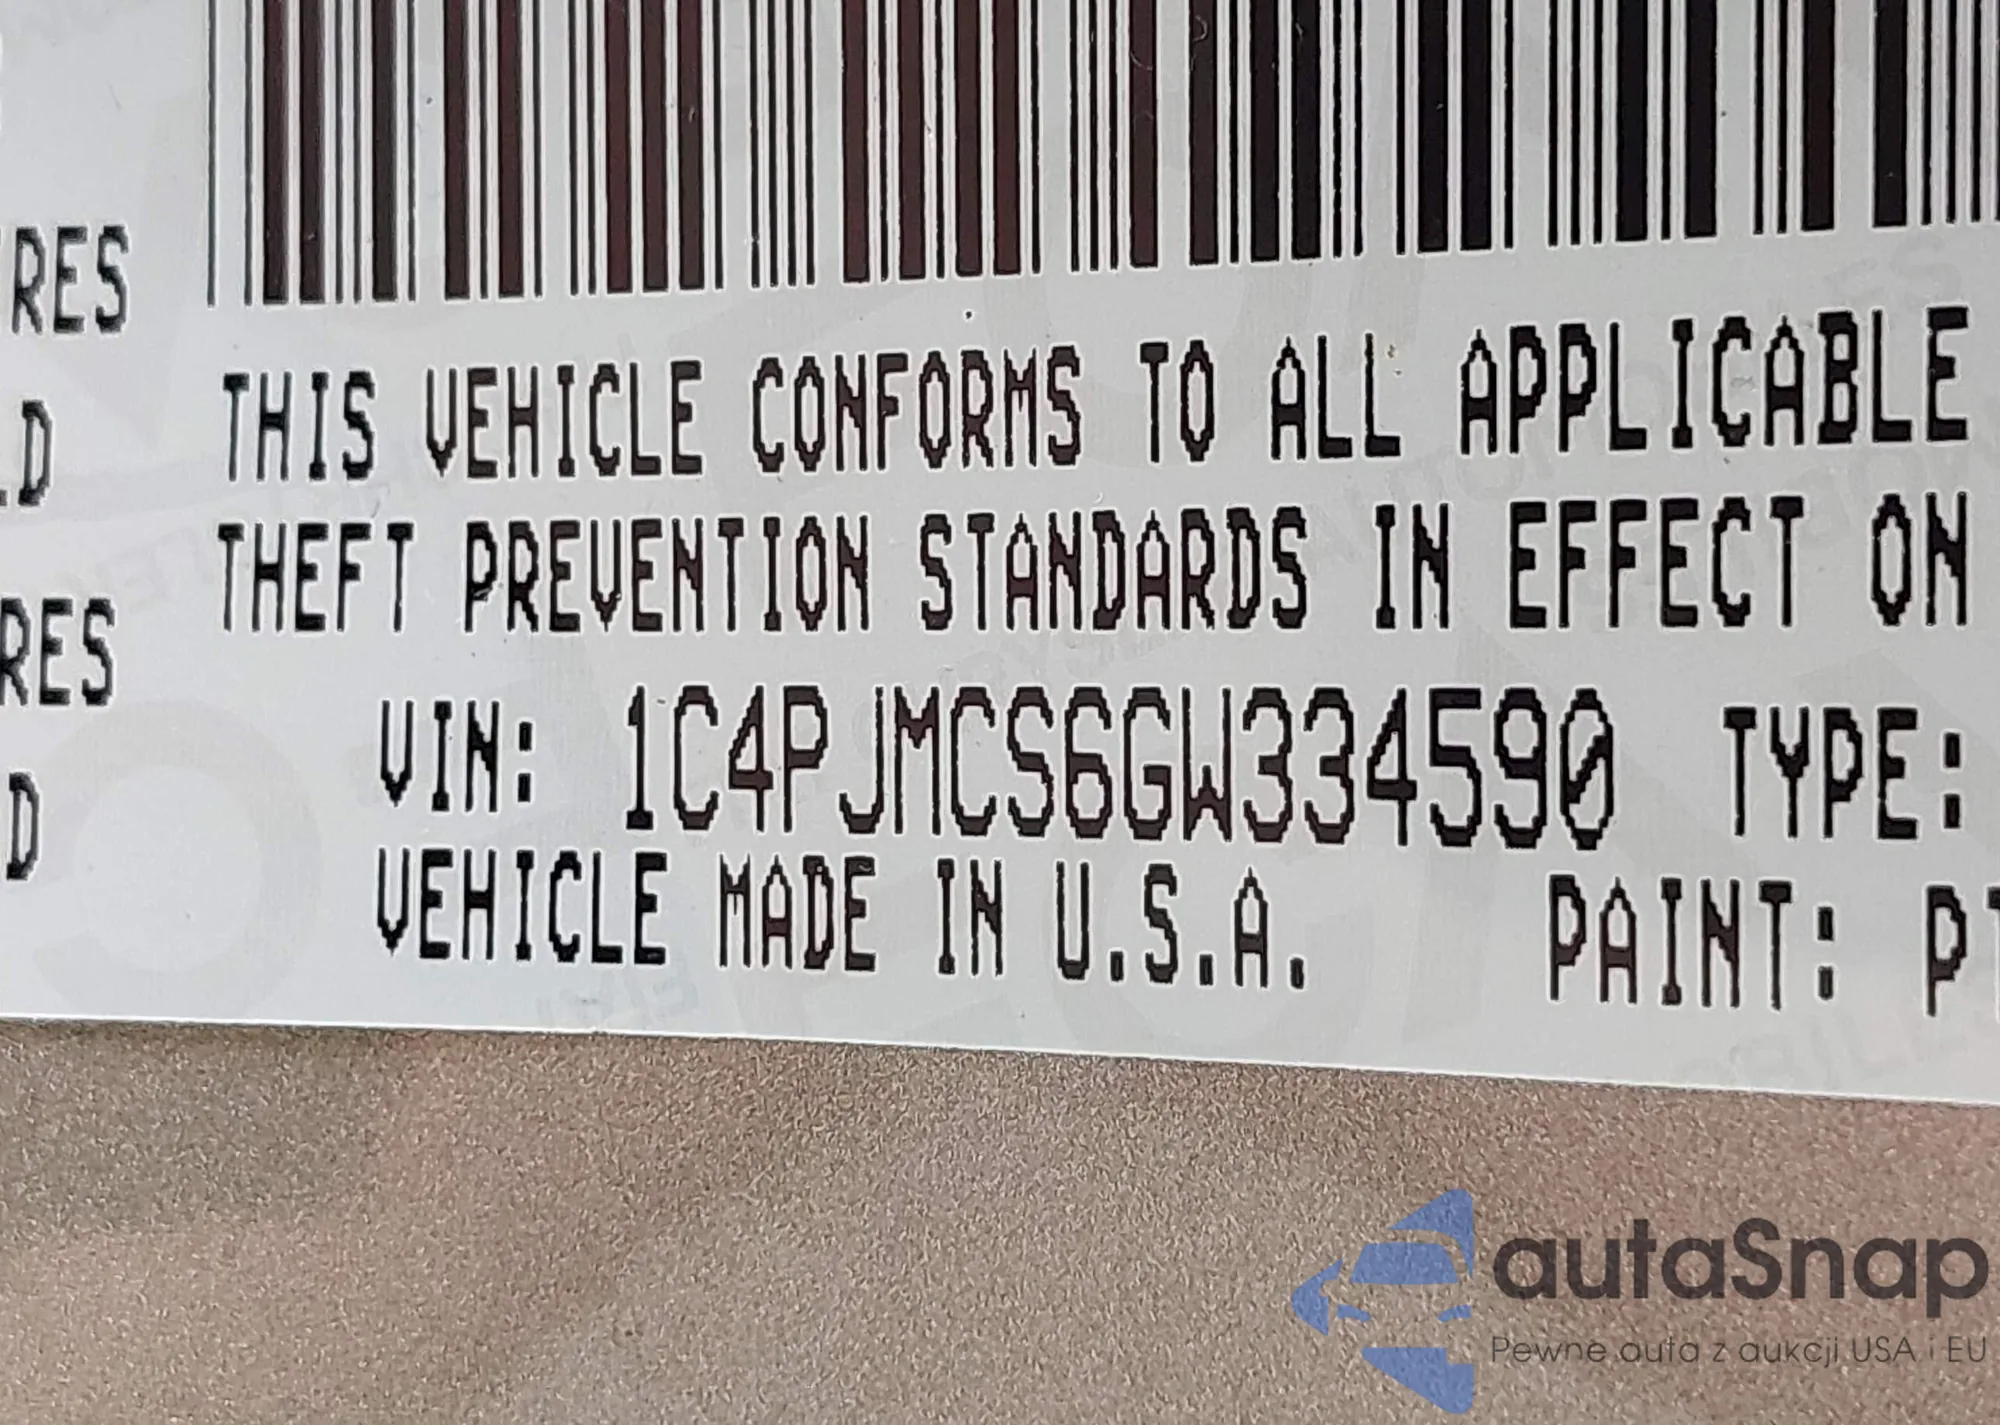 RES
THIS VEHICLE CONFORMS TO ALL APPLICABLE
THEFT PREVENTION STANDARDS IN EFFECT ON
RES
D
VIN: 1C4PJMCS6GW334590 TYPE:
VEHICLE MADE IN U.S.A. PAINT: P
D
autaSnap
Pewne auta z aukcji USA i EU